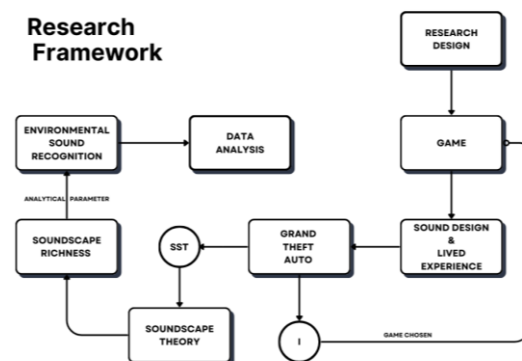 Research
Framework
RESEARCH
DESIGN
GAME
SOUND DESIGN
&
LIVED
EXPERIENCE
GRAND
THEFT
AUTO
I
GAME CHOSEN
SST
SOUNDSCAPE
THEORY
SOUNDSCAPE
RICHNESS
ANALYTICAL PARAMETER
ENVIRONMENTAL
SOUND
RECOGNITION
DATA
ANALYSIS